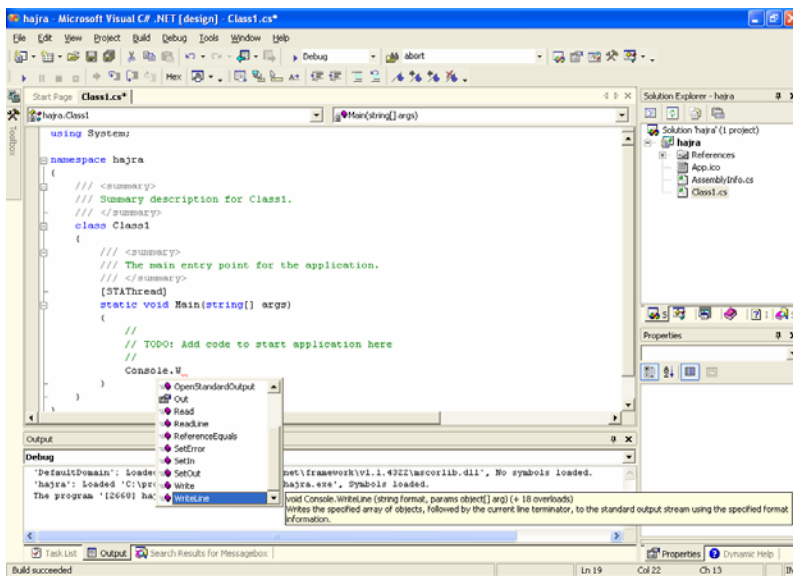 hajra - Microsoft Visual C# .NET [design] - Class1.cs*
File Edit View Project Build Debug Tools Window Help
Debug abort
Hex
Start Page Class1.cs*
hajra.Class1 Main(string[] args)
Toolbox
using System;
namespace hajra
{
/// <summary>
/// Summary description for Class1.
/// </summary>
class Class1
{
/// <summary>
/// The main entry point for the application.
/// </summary>
[STAThread]
static void Main(string[] args)
{
//
// TODO: Add code to start application here
//
Console.W
}
}
}
OpenStandardOutput
Out
Read
ReadLine
ReferenceEquals
SetError
SetIn
SetOut
Write
WriteLine
void Console.WriteLine (string format, params object[] arg) (+ 18 overloads)
Writes the specified array of objects, followed by the current line terminator, to the standard output stream using the specified format
information.
Solution Explorer - hajra
Solution 'hajra' (1 project)
hajra
References
App.ico
AssemblyInfo.cs
Class1.cs
Properties
Output
Debug
'DefaultDomain': Loaded net\framework\v1.1.4322\mscorlib.dll', No symbols loaded.
'hajra': Loaded 'C:\pr hajra.exe', Symbols loaded.
The program '[2660] haj
Task List Output Search Results for Messagebox
Properties Dynamic Help
Build succeeded Ln 19 Col 22 Ch 13 IN